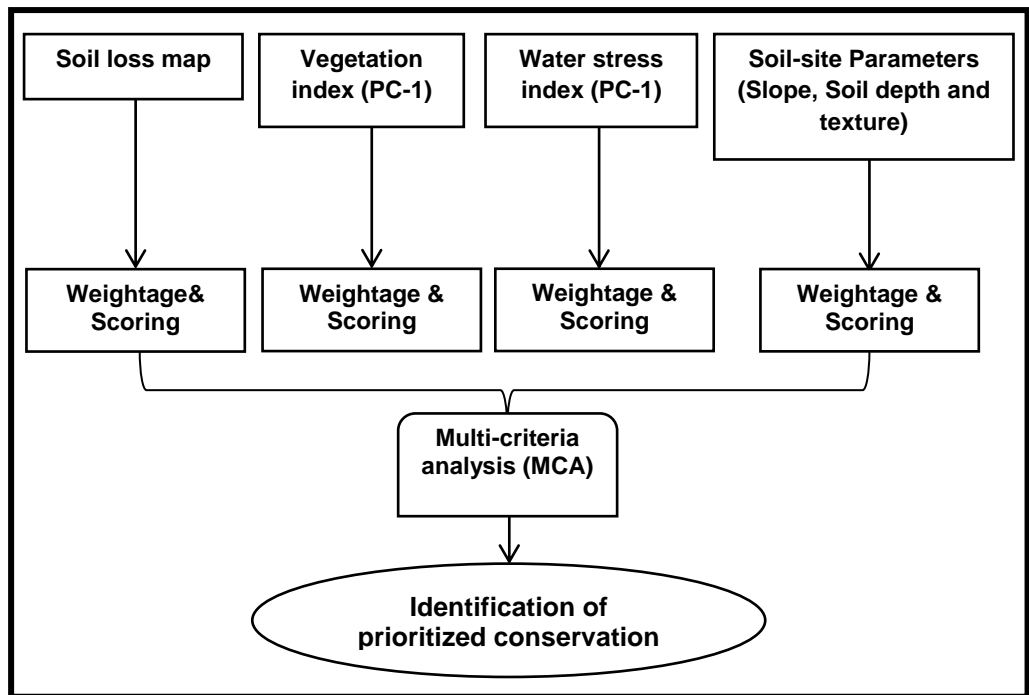 Soil loss map
Vegetation
index (PC-1)
Water stress
index (PC-1)
Soil-site Parameters
(Slope, Soil depth and
texture)
Weightage&
Scoring
Weightage &
Scoring
Weightage &
Scoring
Weightage &
Scoring
Multi-criteria
analysis (MCA)
Identification of
prioritized conservation